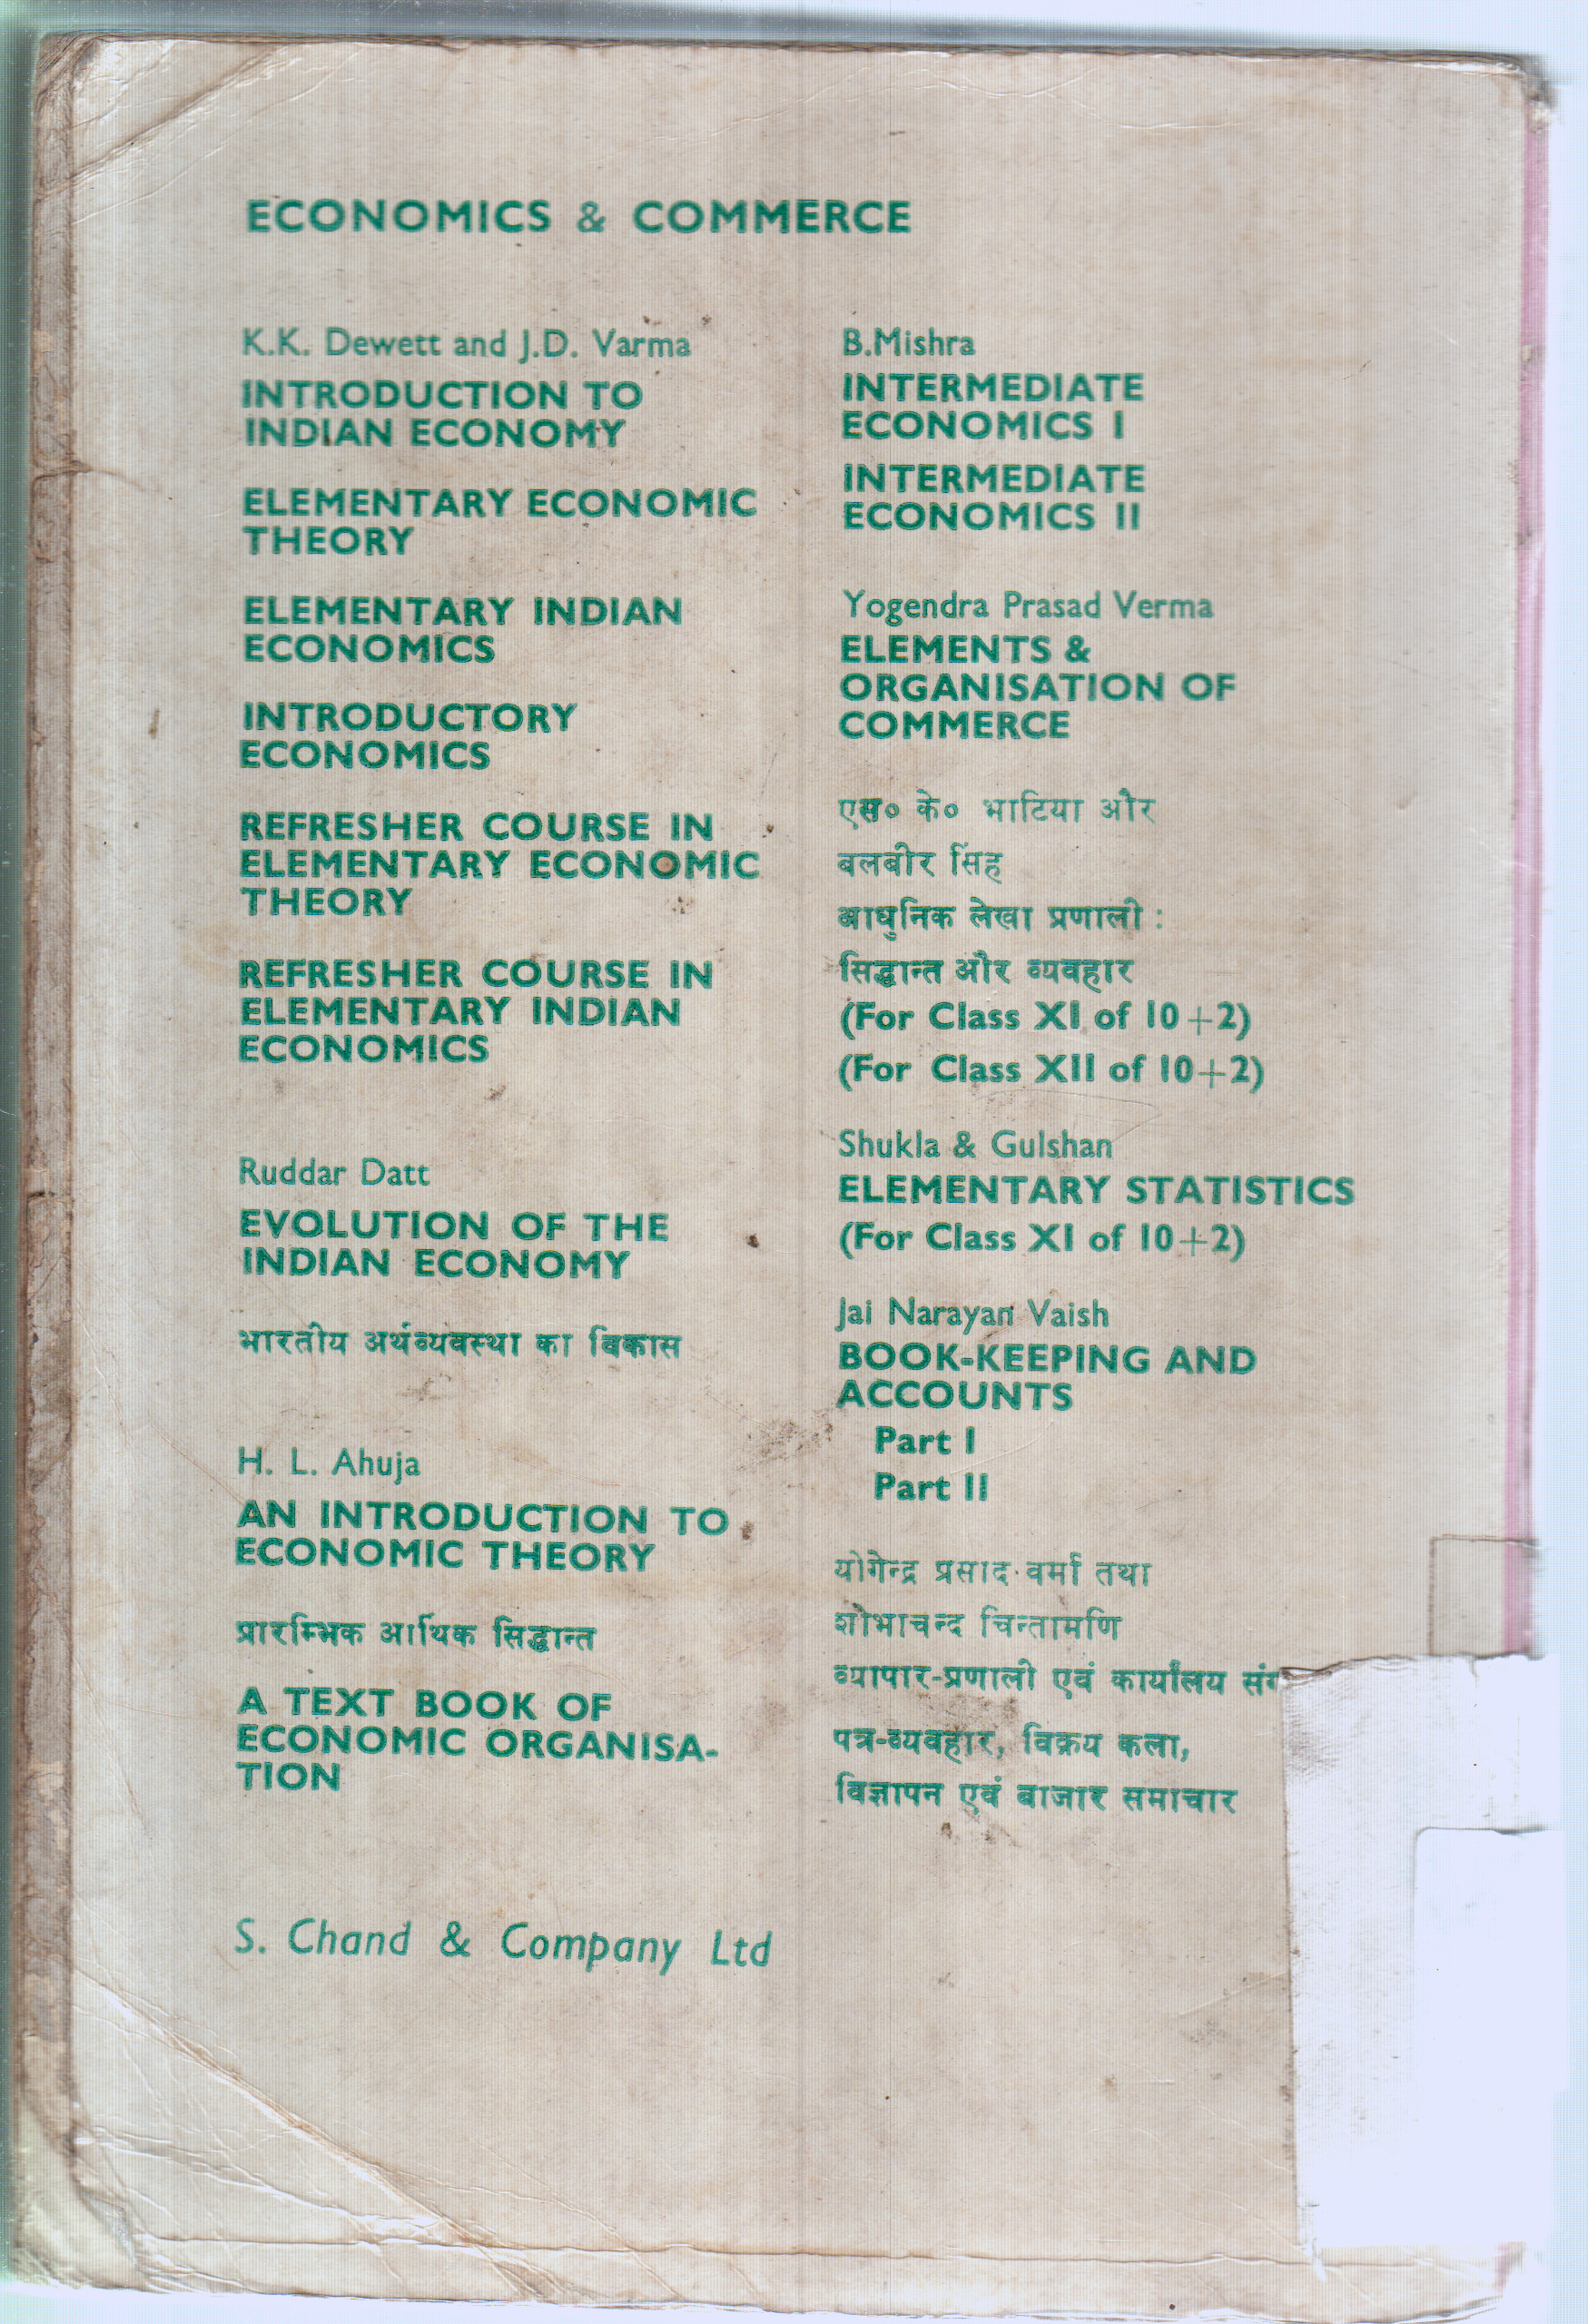 ECONOMICS & COMMERCE
K.K. Dewett and J.D. Varma
INTRODUCTION TO
INDIAN ECONOMY
ELEMENTARY ECONOMIC
THEORY
ELEMENTARY INDIAN
ECONOMICS
INTRODUCTORY
ECONOMICS
REFRESHER COURSE IN
ELEMENTARY ECONOMIC
THEORY
REFRESHER COURSE IN
ELEMENTARY INDIAN
ECONOMICS
Ruddar Datt
EVOLUTION OF THE
INDIAN ECONOMY
भारतीय अर्थव्यवस्था का विकास
H. L. Ahuja
AN INTRODUCTION TO
ECONOMIC THEORY
प्रारम्भिक आर्थिक सिद्धान्त
A TEXT BOOK OF
ECONOMIC ORGANISA-
TION
B.Mishra
INTERMEDIATE
ECONOMICS I
INTERMEDIATE
ECONOMICS II
Yogendra Prasad Verma
ELEMENTS &
ORGANISATION OF
COMMERCE
एस० के० भाटिया और
बलबीर सिंह
आधुनिक लेखा प्रणाली :
सिद्धान्त और व्यवहार
(For Class XI of 10+2)
(For Class XII of 10+2)
Shukla & Gulshan
ELEMENTARY STATISTICS
(For Class XI of 10+2)
Jai Narayan Vaish
BOOK-KEEPING AND
ACCOUNTS
Part I
Part II
योगेन्द्र प्रसाद वर्मा तथा
शोभाचन्द चिन्तामणि
व्यापार-प्रणाली एवं कार्यालय
पत्र-व्यवहार, विक्रय कला,
विज्ञापन एवं बाजार समाचार
S. Chand & Company Ltd